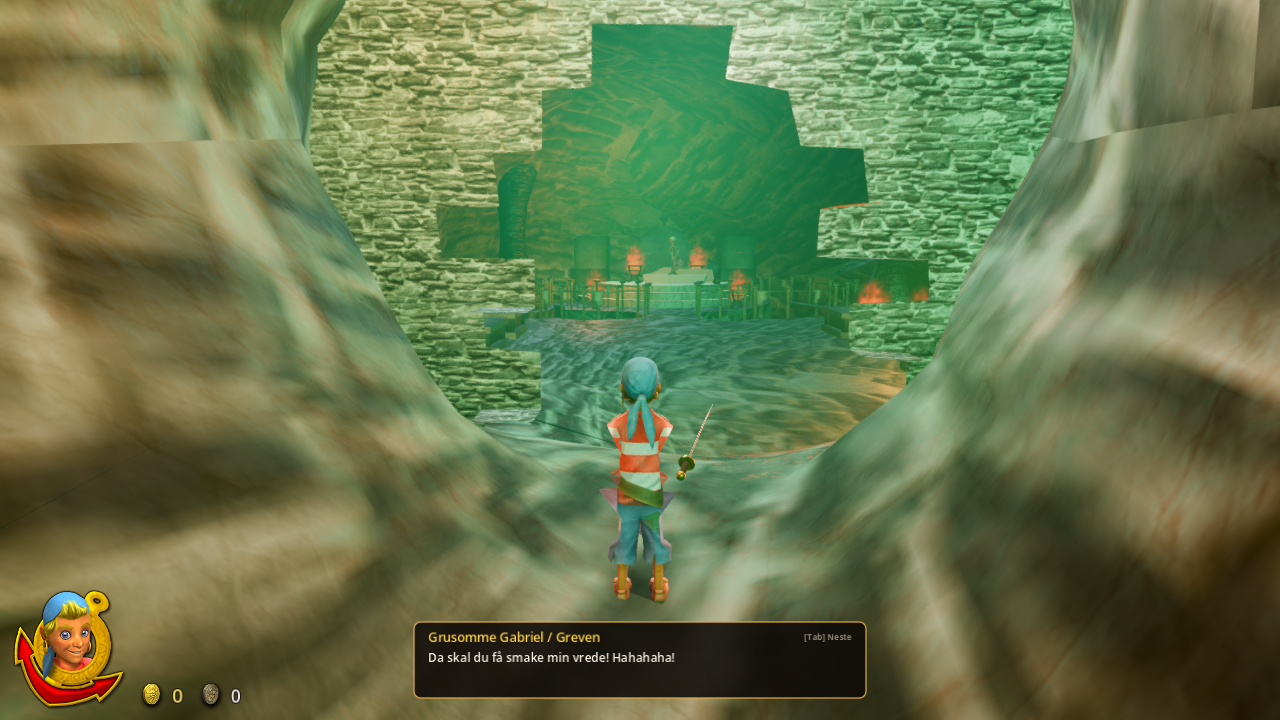 Grusomme Gabriel / Greven
[Tab] Neste
Da skal du få smake min vrede! Hahahaha!
0 0